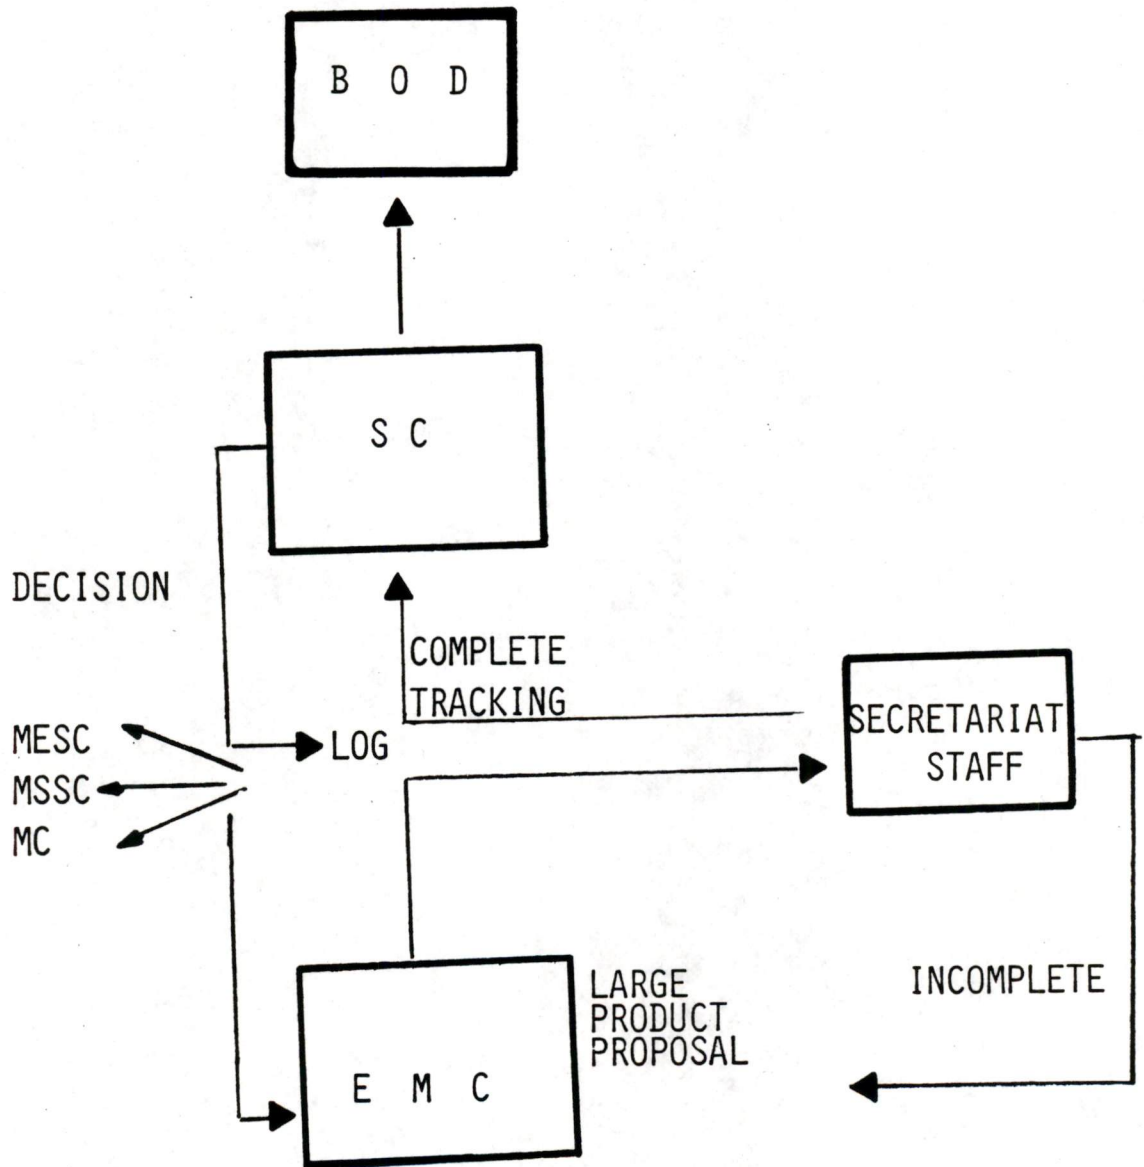 B O D
S C
DECISION
COMPLETE
TRACKING
MESC
MSSC
MC
LOG
SECRETARIAT
STAFF
LARGE
PRODUCT
PROPOSAL
INCOMPLETE
E M C